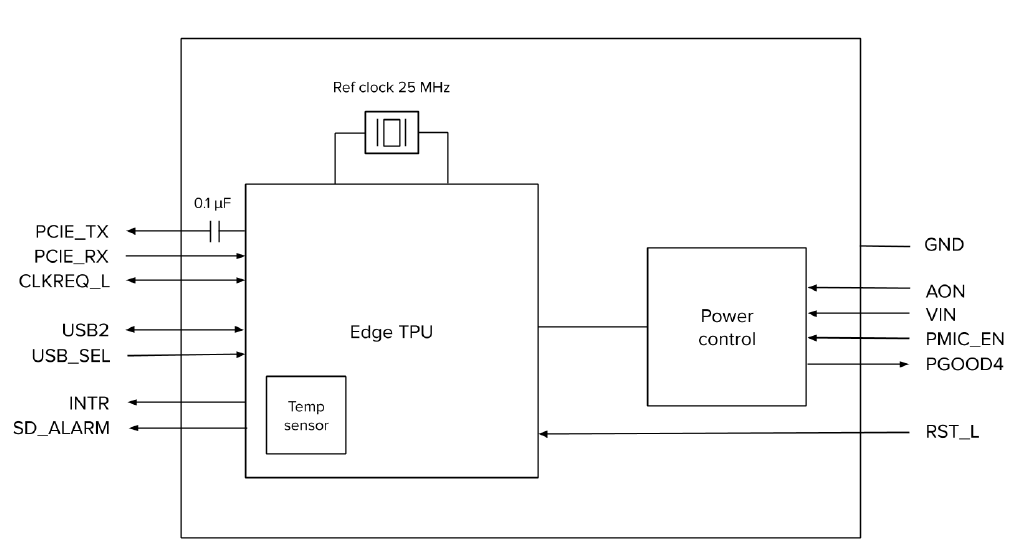 Ref clock 25 MHz
0.1 µF
PCIE_TX
PCIE_RX
CLKREQ_L
USB2
USB_SEL
INTR
SD_ALARM
Edge TPU
Temp
sensor
Power
control
GND
AON
VIN
PMIC_EN
PGOOD4
RST_L